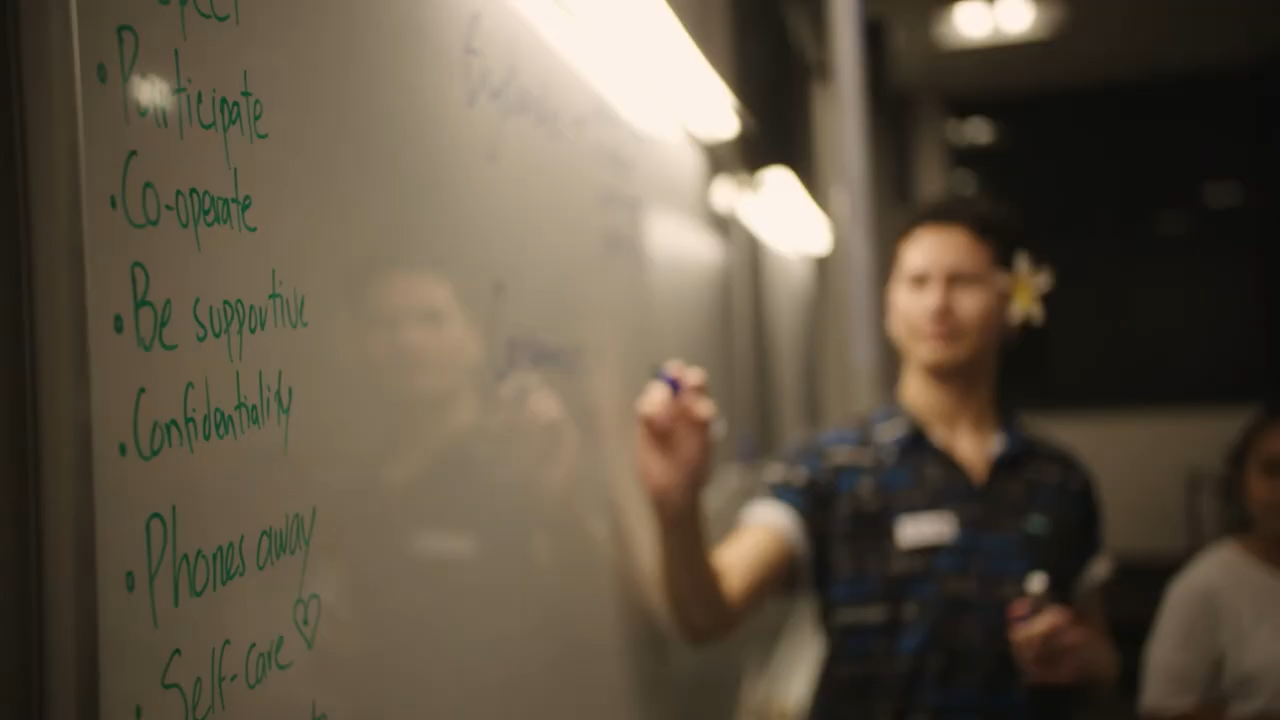 • Participate
• Co-operate
• Be supportive
• Confidentiality
• Phones away
• Self-care ♡